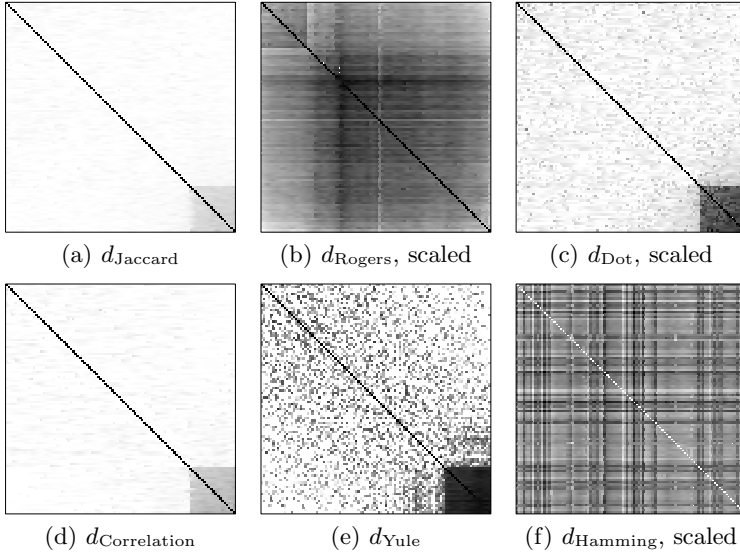 (a) dJaccard
(b) dRogers, scaled
(c) dDot, scaled
(d) dCorrelation
(e) dYule
(f) dHamming, scaled